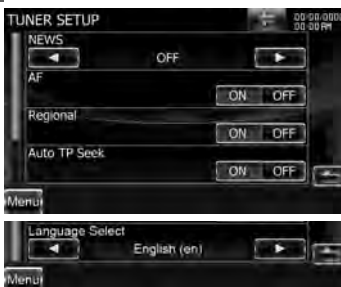 TUNER SETUP
00/00/0000
00:00 PM
NEWS
OFF
AF
ON OFF
Regional
ON OFF
Auto TP Seek
ON OFF
Menu
Language Select
English (en)
Menu